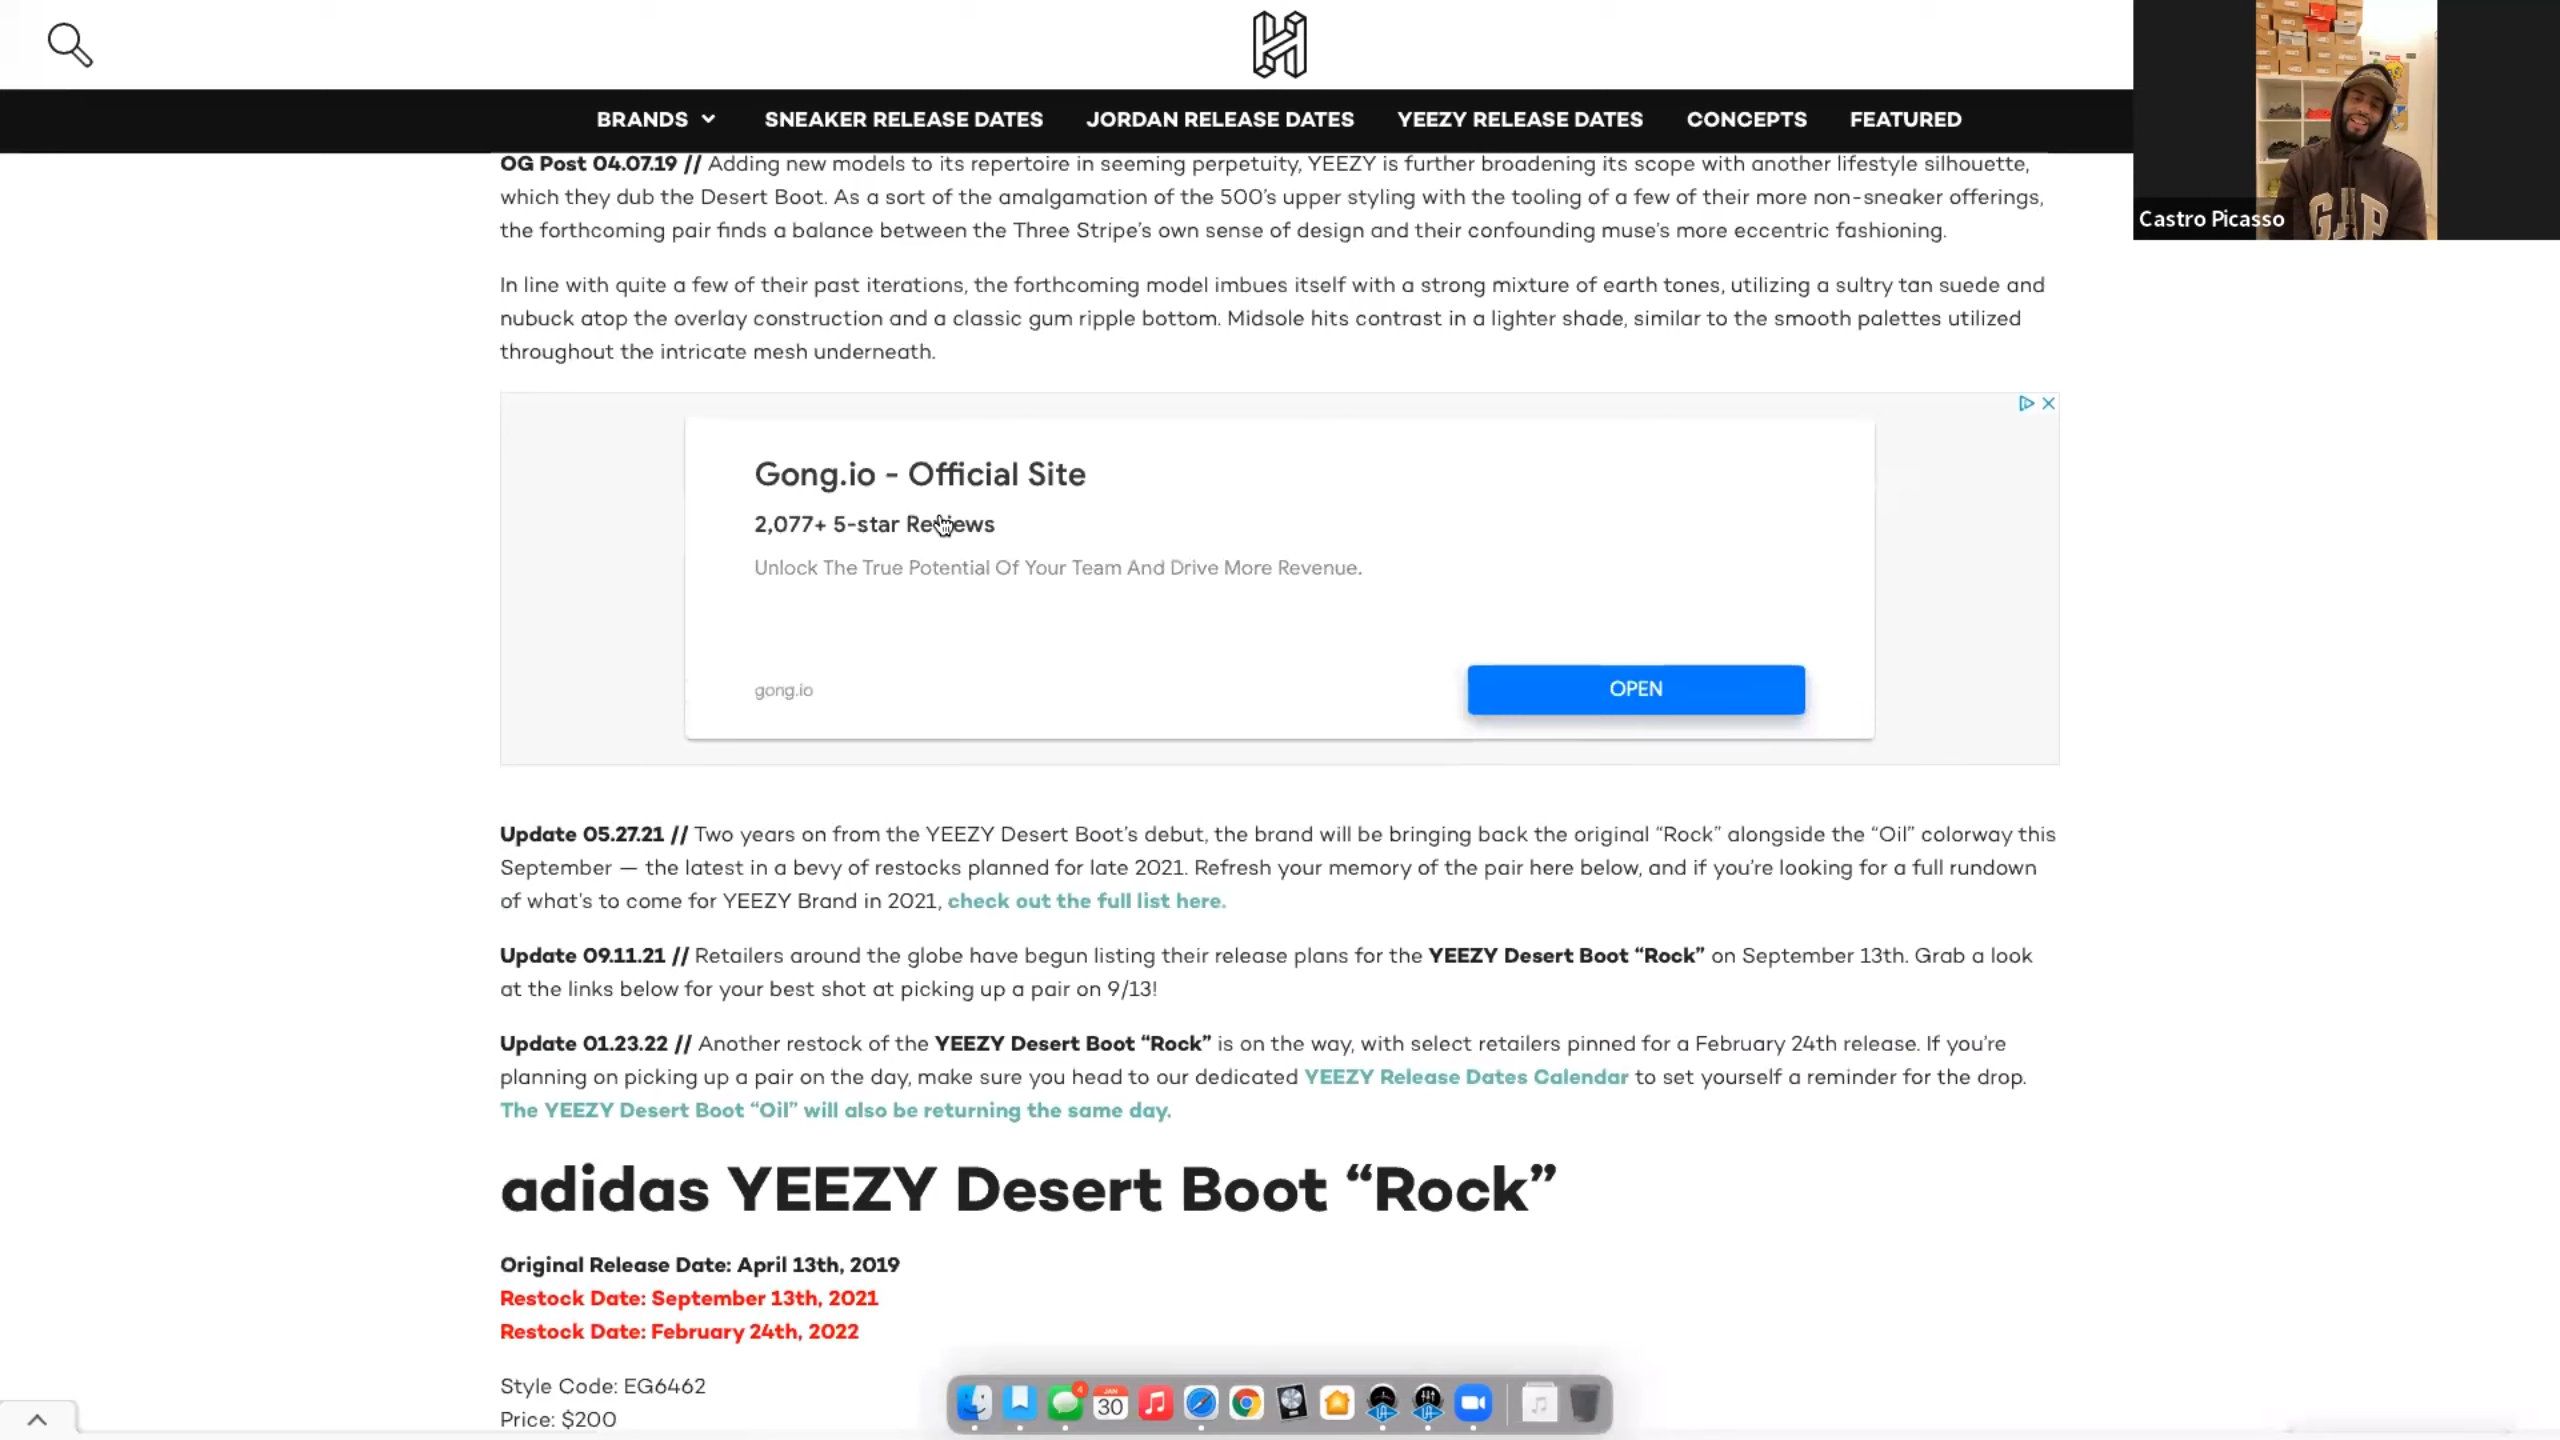 BRANDS SNEAKER RELEASE DATES JORDAN RELEASE DATES YEEZY RELEASE DATES CONCEPTS FEATURED
GAP
Castro Picasso
OG Post 04.07.19 // Adding new models to its repertoire in seeming perpetuity, YEEZY is further broadening its scope with another lifestyle silhouette,
which they dub the Desert Boot. As a sort of the amalgamation of the 500’s upper styling with the tooling of a few of their more non-sneaker offerings,
the forthcoming pair finds a balance between the Three Stripe’s own sense of design and their confounding muse’s more eccentric fashioning.
In line with quite a few of their past iterations, the forthcoming model imbues itself with a strong mixture of earth tones, utilizing a sultry tan suede and
nubuck atop the overlay construction and a classic gum ripple bottom. Midsole hits contrast in a lighter shade, similar to the smooth palettes utilized
throughout the intricate mesh underneath.
Gong.io - Official Site
2,077+ 5-star Reviews
Unlock The True Potential Of Your Team And Drive More Revenue.
gong.io
OPEN
Update 05.27.21 // Two years on from the YEEZY Desert Boot’s debut, the brand will be bringing back the original “Rock” alongside the “Oil” colorway this
September — the latest in a bevy of restocks planned for late 2021. Refresh your memory of the pair here below, and if you’re looking for a full rundown
of what’s to come for YEEZY Brand in 2021, check out the full list here.
Update 09.11.21 // Retailers around the globe have begun listing their release plans for the YEEZY Desert Boot “Rock” on September 13th. Grab a look
at the links below for your best shot at picking up a pair on 9/13!
Update 01.23.22 // Another restock of the YEEZY Desert Boot “Rock” is on the way, with select retailers pinned for a February 24th release. If you’re
planning on picking up a pair on the day, make sure you head to our dedicated YEEZY Release Dates Calendar to set yourself a reminder for the drop.
The YEEZY Desert Boot “Oil” will also be returning the same day.
adidas YEEZY Desert Boot “Rock”
Original Release Date: April 13th, 2019
Restock Date: September 13th, 2021
Restock Date: February 24th, 2022
Style Code: EG6462
Price: $200
4
JAN
30